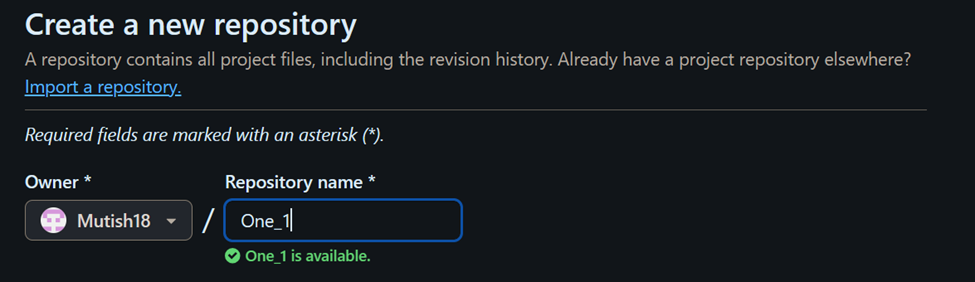 Create a new repository
A repository contains all project files, including the revision history. Already have a project repository elsewhere?
Import a repository.
Required fields are marked with an asterisk (*).
Owner * Repository name *
Mutish18 / One_1
One_1 is available.